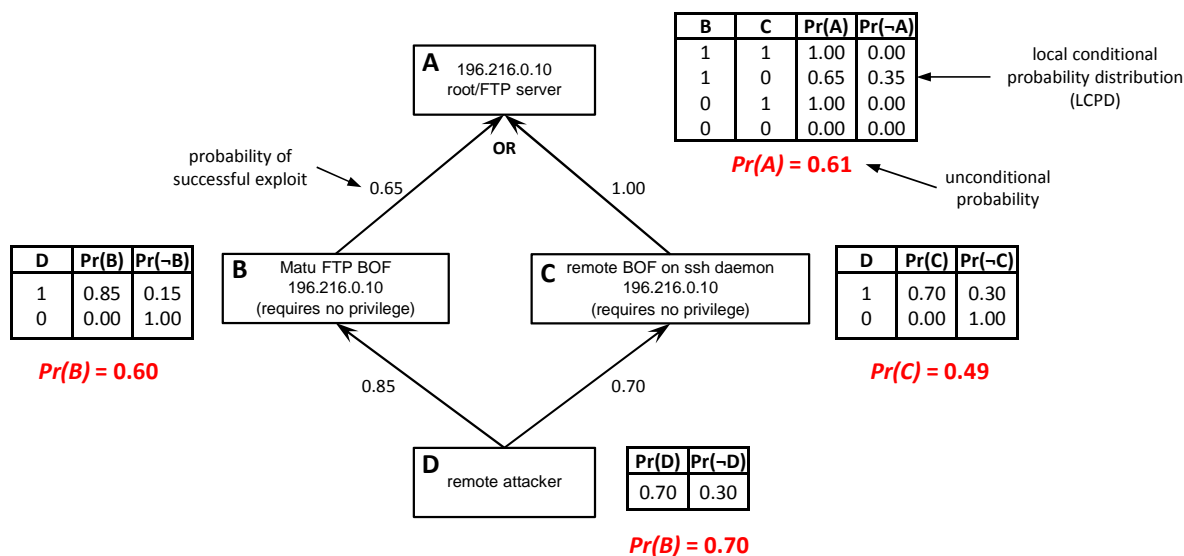 A
196.216.0.10
root/FTP server
B C Pr(A) Pr(¬A)
1 1 1.00 0.00
1 0 0.65 0.35
0 1 1.00 0.00
0 0 0.00 0.00
Pr(A) = 0.61
local conditional
probability distribution
(LCPD)
unconditional
probability
OR
probability of
successful exploit
0.65
1.00
D Pr(B) Pr(¬B)
1 0.85 0.15
0 0.00 1.00
Pr(B) = 0.60
B
Matu FTP BOF
196.216.0.10
(requires no privilege)
C
remote BOF on ssh daemon
196.216.0.10
(requires no privilege)
D Pr(C) Pr(¬C)
1 0.70 0.30
0 0.00 1.00
Pr(C) = 0.49
0.85
0.70
D
remote attacker
Pr(D) Pr(¬D)
0.70 0.30
Pr(B) = 0.70